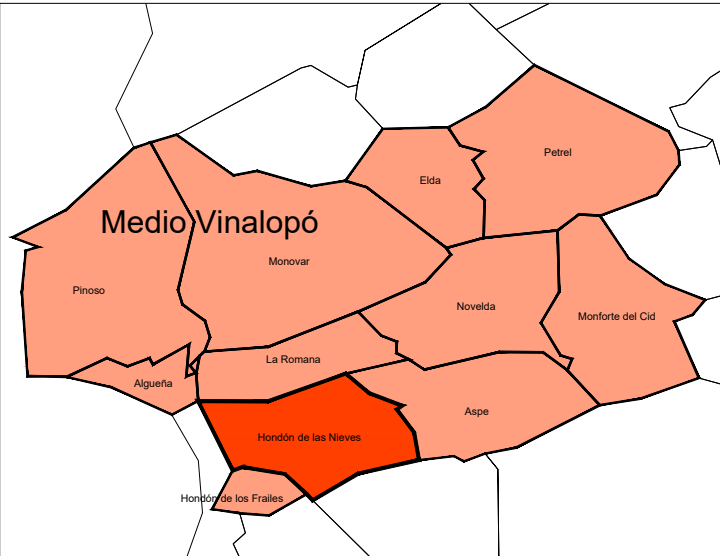 Petrel
Elda
Medio Vinalopó
Monovar
Pinoso
Novelda
Monforte del Cid
La Romana
Algueña
Aspe
Hondón de las Nieves
Hondón de los Frailes